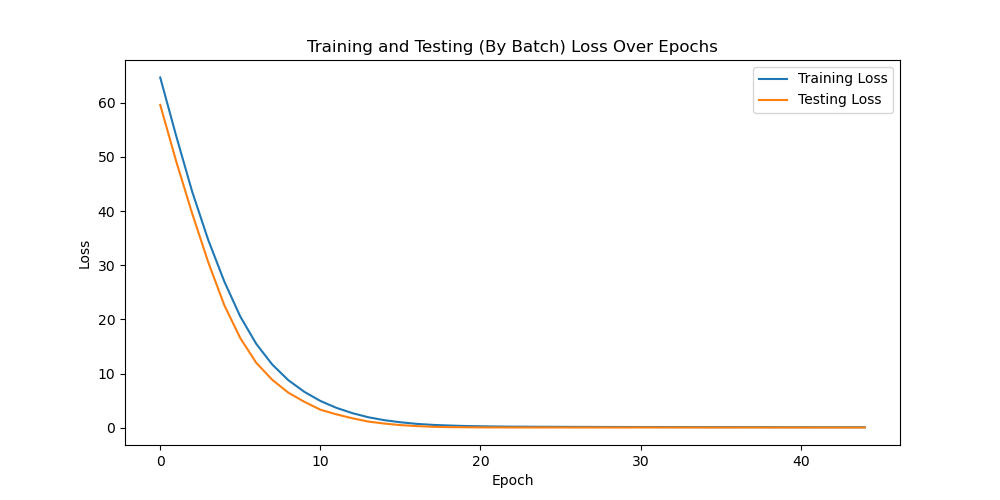 Training and Testing (By Batch) Loss Over Epochs
Training Loss
Testing Loss
60
50
40
30
20
10
0
Loss
0 10 20 30 40
Epoch